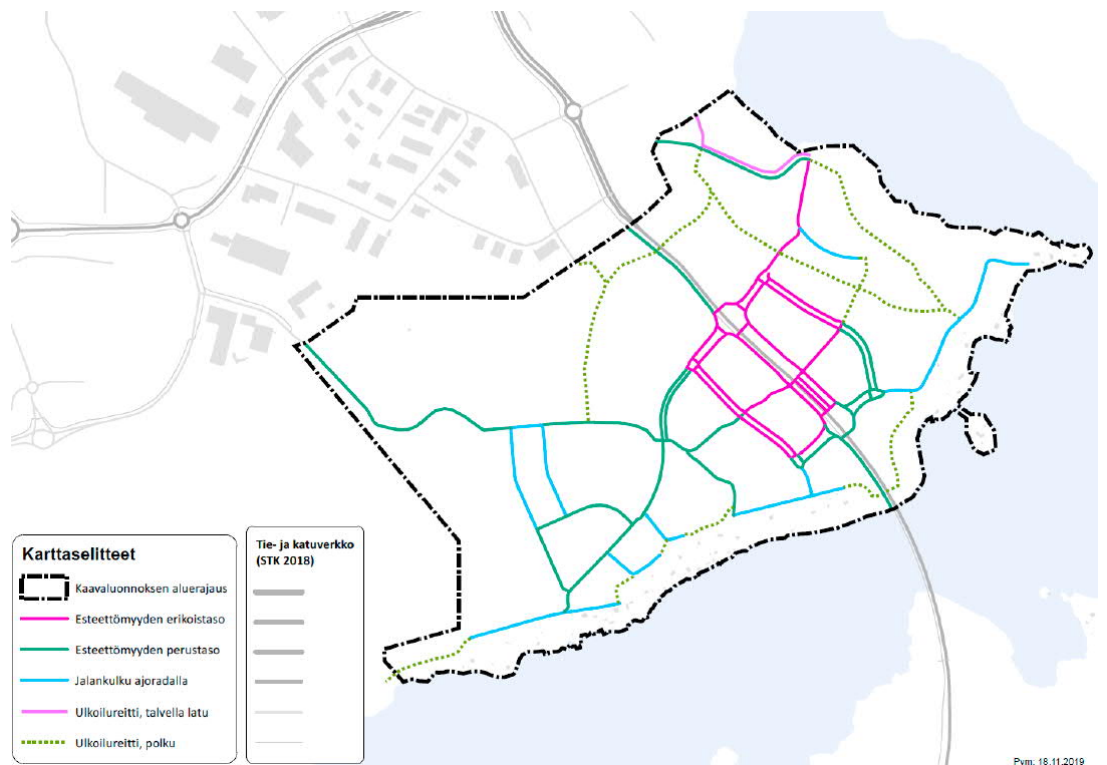 Karttaselitteet
Kaavaluonnoksen aluerajaus
Esteettömyyden erikoistaso
Esteettömyyden perustaso
Jalankulku ajoradalla
Ulkoilureitti, talvella latu
Ulkoilureitti, polku
Tie- ja katuverkko
(STK 2018)
Pvm: 18.11.2019